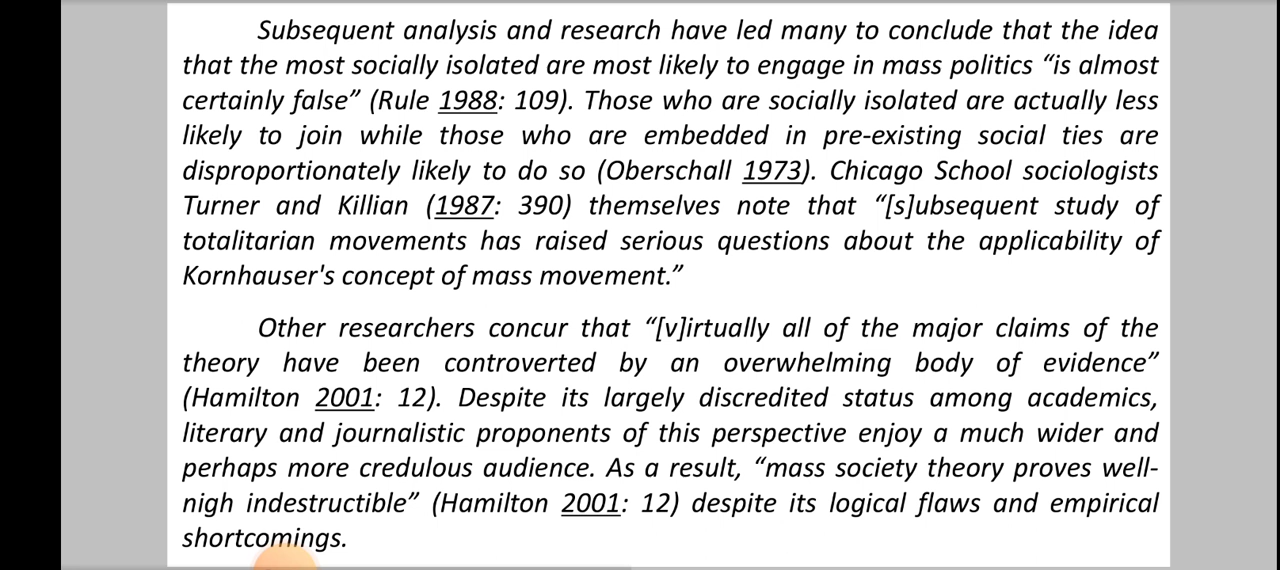 Subsequent analysis and research have led many to conclude that the idea
that the most socially isolated are most likely to engage in mass politics “is almost
certainly false” (Rule 1988: 109). Those who are socially isolated are actually less
likely to join while those who are embedded in pre-existing social ties are
disproportionately likely to do so (Oberschall 1973). Chicago School sociologists
Turner and Killian (1987: 390) themselves note that “[s]ubsequent study of
totalitarian movements has raised serious questions about the applicability of
Kornhauser's concept of mass movement.”
Other researchers concur that “[v]irtually all of the major claims of the
theory have been controverted by an overwhelming body of evidence”
(Hamilton 2001: 12). Despite its largely discredited status among academics,
literary and journalistic proponents of this perspective enjoy a much wider and
perhaps more credulous audience. As a result, “mass society theory proves well-
nigh indestructible” (Hamilton 2001: 12) despite its logical flaws and empirical
shortcomings.